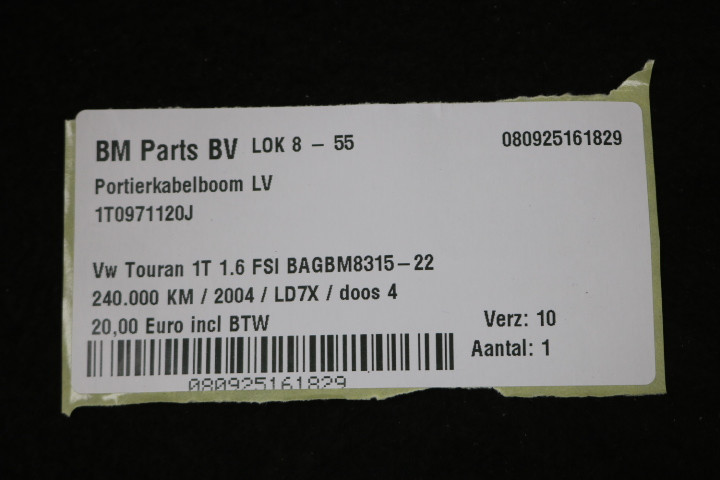 BM Parts BV LOK 8 – 55 080925161829
Portierkabelboom LV
1T0971120J
Vw Touran 1T 1.6 FSI BAGBM8315–22
240.000 KM / 2004 / LD7X / doos 4
20,00 Euro incl BTW Verz: 10
Aantal: 1
080925161829